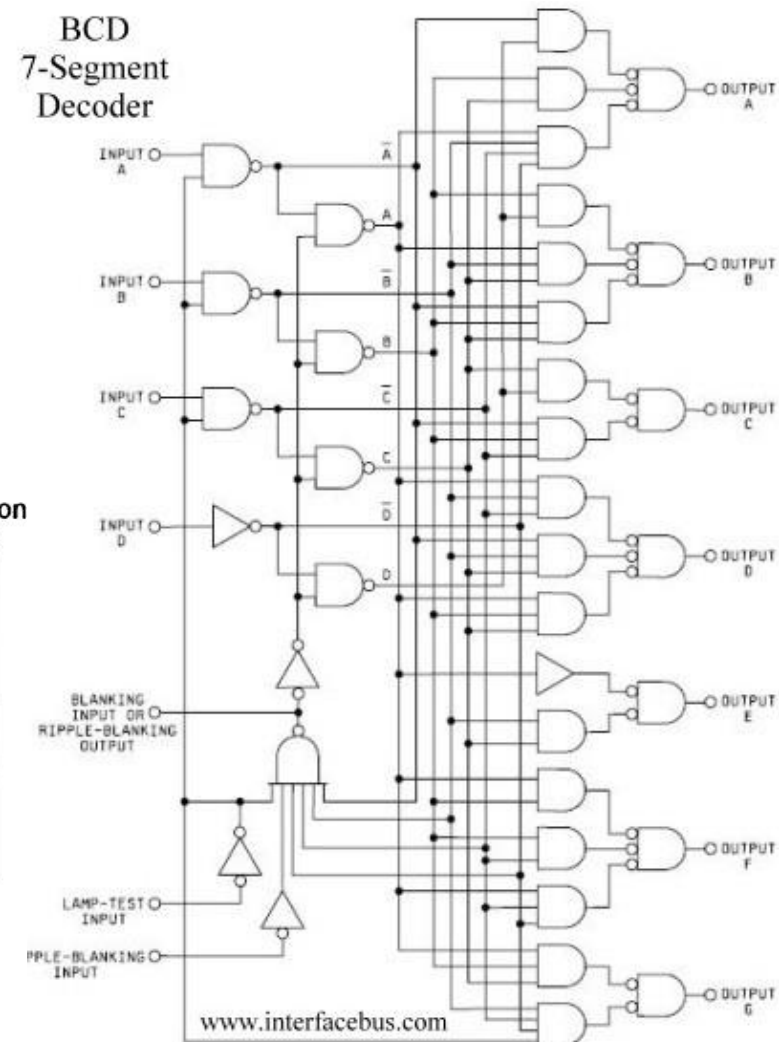 BCD
7-Segment
Decoder
INPUT
A
Ā
A
INPUT
B
B̅
B
INPUT
C
C̅
C
on
INPUT
D
D̅
D
BLANKING
INPUT OR
RIPPLE-BLANKING
OUTPUT
LAMP-TEST
INPUT
PPLE-BLANKING
INPUT
www.interfacebus.com
OUTPUT
A
OUTPUT
B
OUTPUT
C
OUTPUT
D
OUTPUT
E
OUTPUT
F
OUTPUT
G